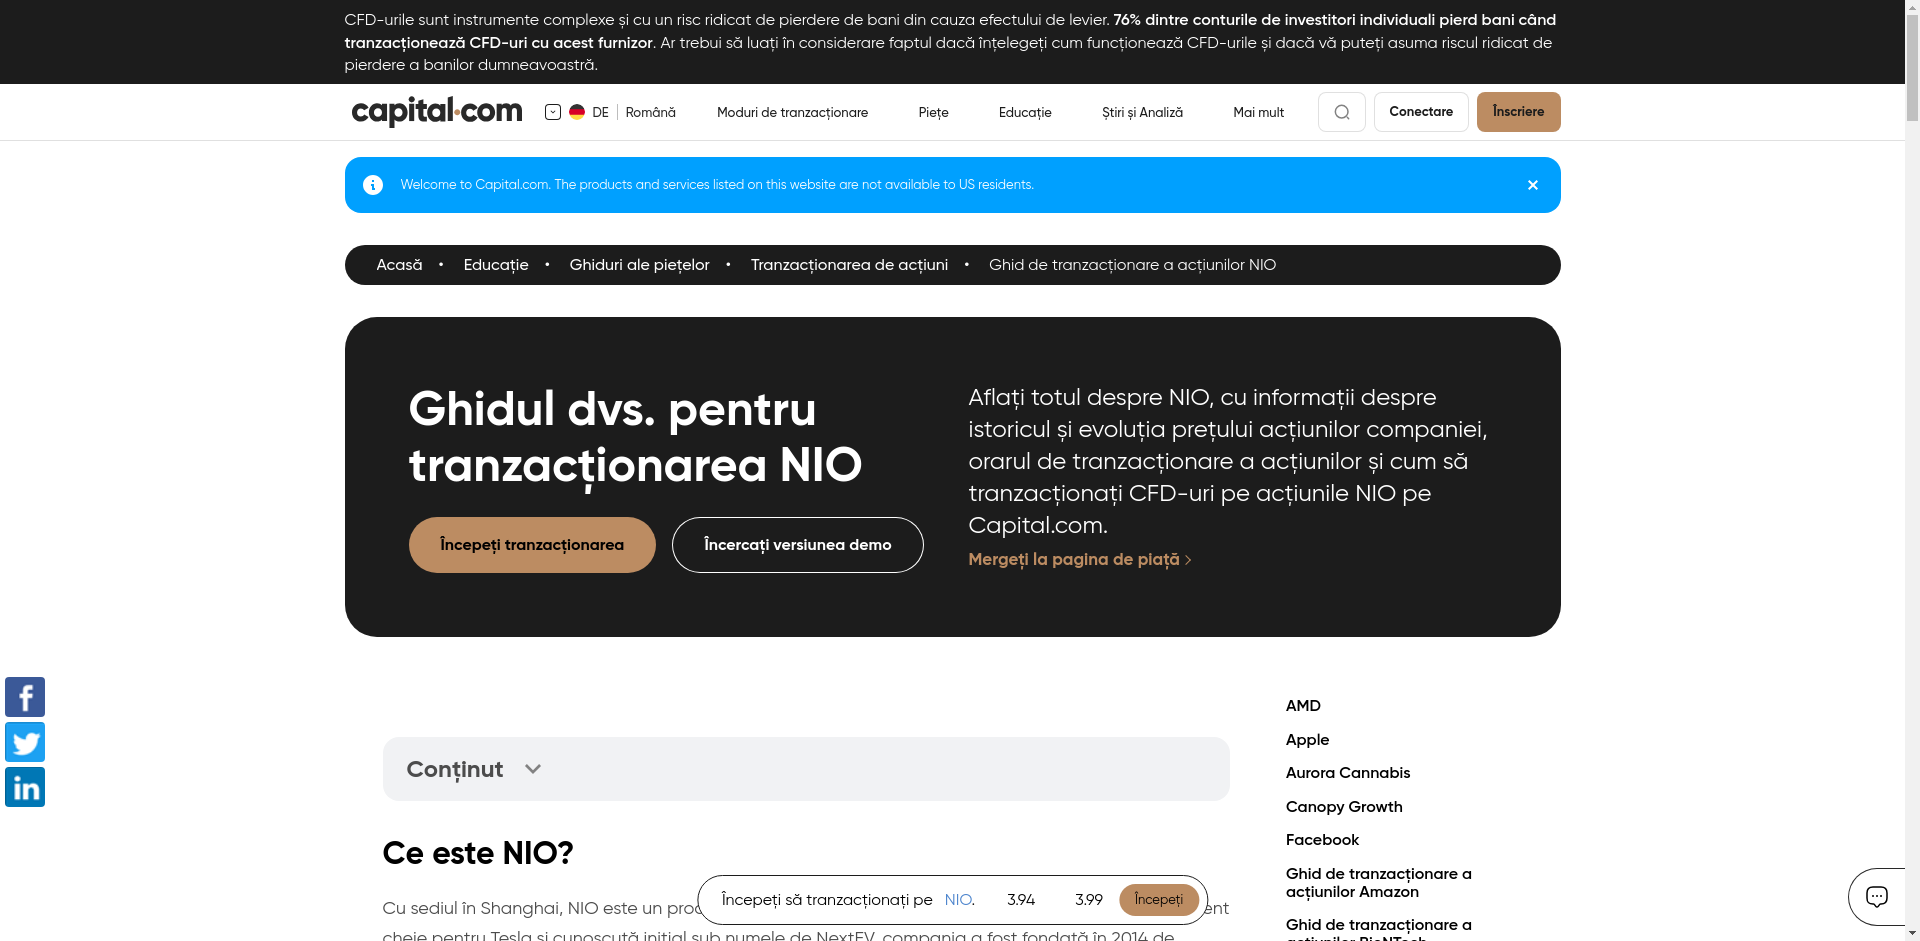 CFD-urile sunt instrumente complexe și cu un risc ridicat de pierdere de bani din cauza efectului de levier. 76% dintre conturile de investitori individuali pierd bani când
tranzacționează CFD-uri cu acest furnizor. Ar trebui să luați în considerare faptul dacă înțelegeți cum funcționează CFD-urile și dacă vă puteți asuma riscul ridicat de
pierdere a banilor dumneavoastră.
capital.com DE Română Moduri de tranzacționare Piețe Educație Știri și Analiză Mai mult Conectare Înscriere
Welcome to Capital.com. The products and services listed on this website are not available to US residents.
Acasă • Educație • Ghiduri ale piețelor • Tranzacționarea de acțiuni • Ghid de tranzacționare a acțiunilor NIO
Ghidul dvs. pentru
tranzacționarea NIO
Începeți tranzacționarea
Încercați versiunea demo
Aflați totul despre NIO, cu informații despre
istoricul și evoluția prețului acțiunilor companiei,
orarul de tranzacționare a acțiunilor și cum să
tranzacționați CFD-uri pe acțiunile NIO pe
Capital.com.
Mergeți la pagina de piață
Conținut
Ce este NIO?
Cu sediul în Shanghai, NIO este un
cheie pentru Tesla și cunoscută inițial sub numele de NextEV, compania a fost fondată în 2014 de
Începeți să tranzacționați pe NIO. 3.94 3.99 Începeți
AMD
Apple
Aurora Cannabis
Canopy Growth
Facebook
Ghid de tranzacționare a
acțiunilor Amazon
Ghid de tranzacționare a
acțiunilor BioNTech